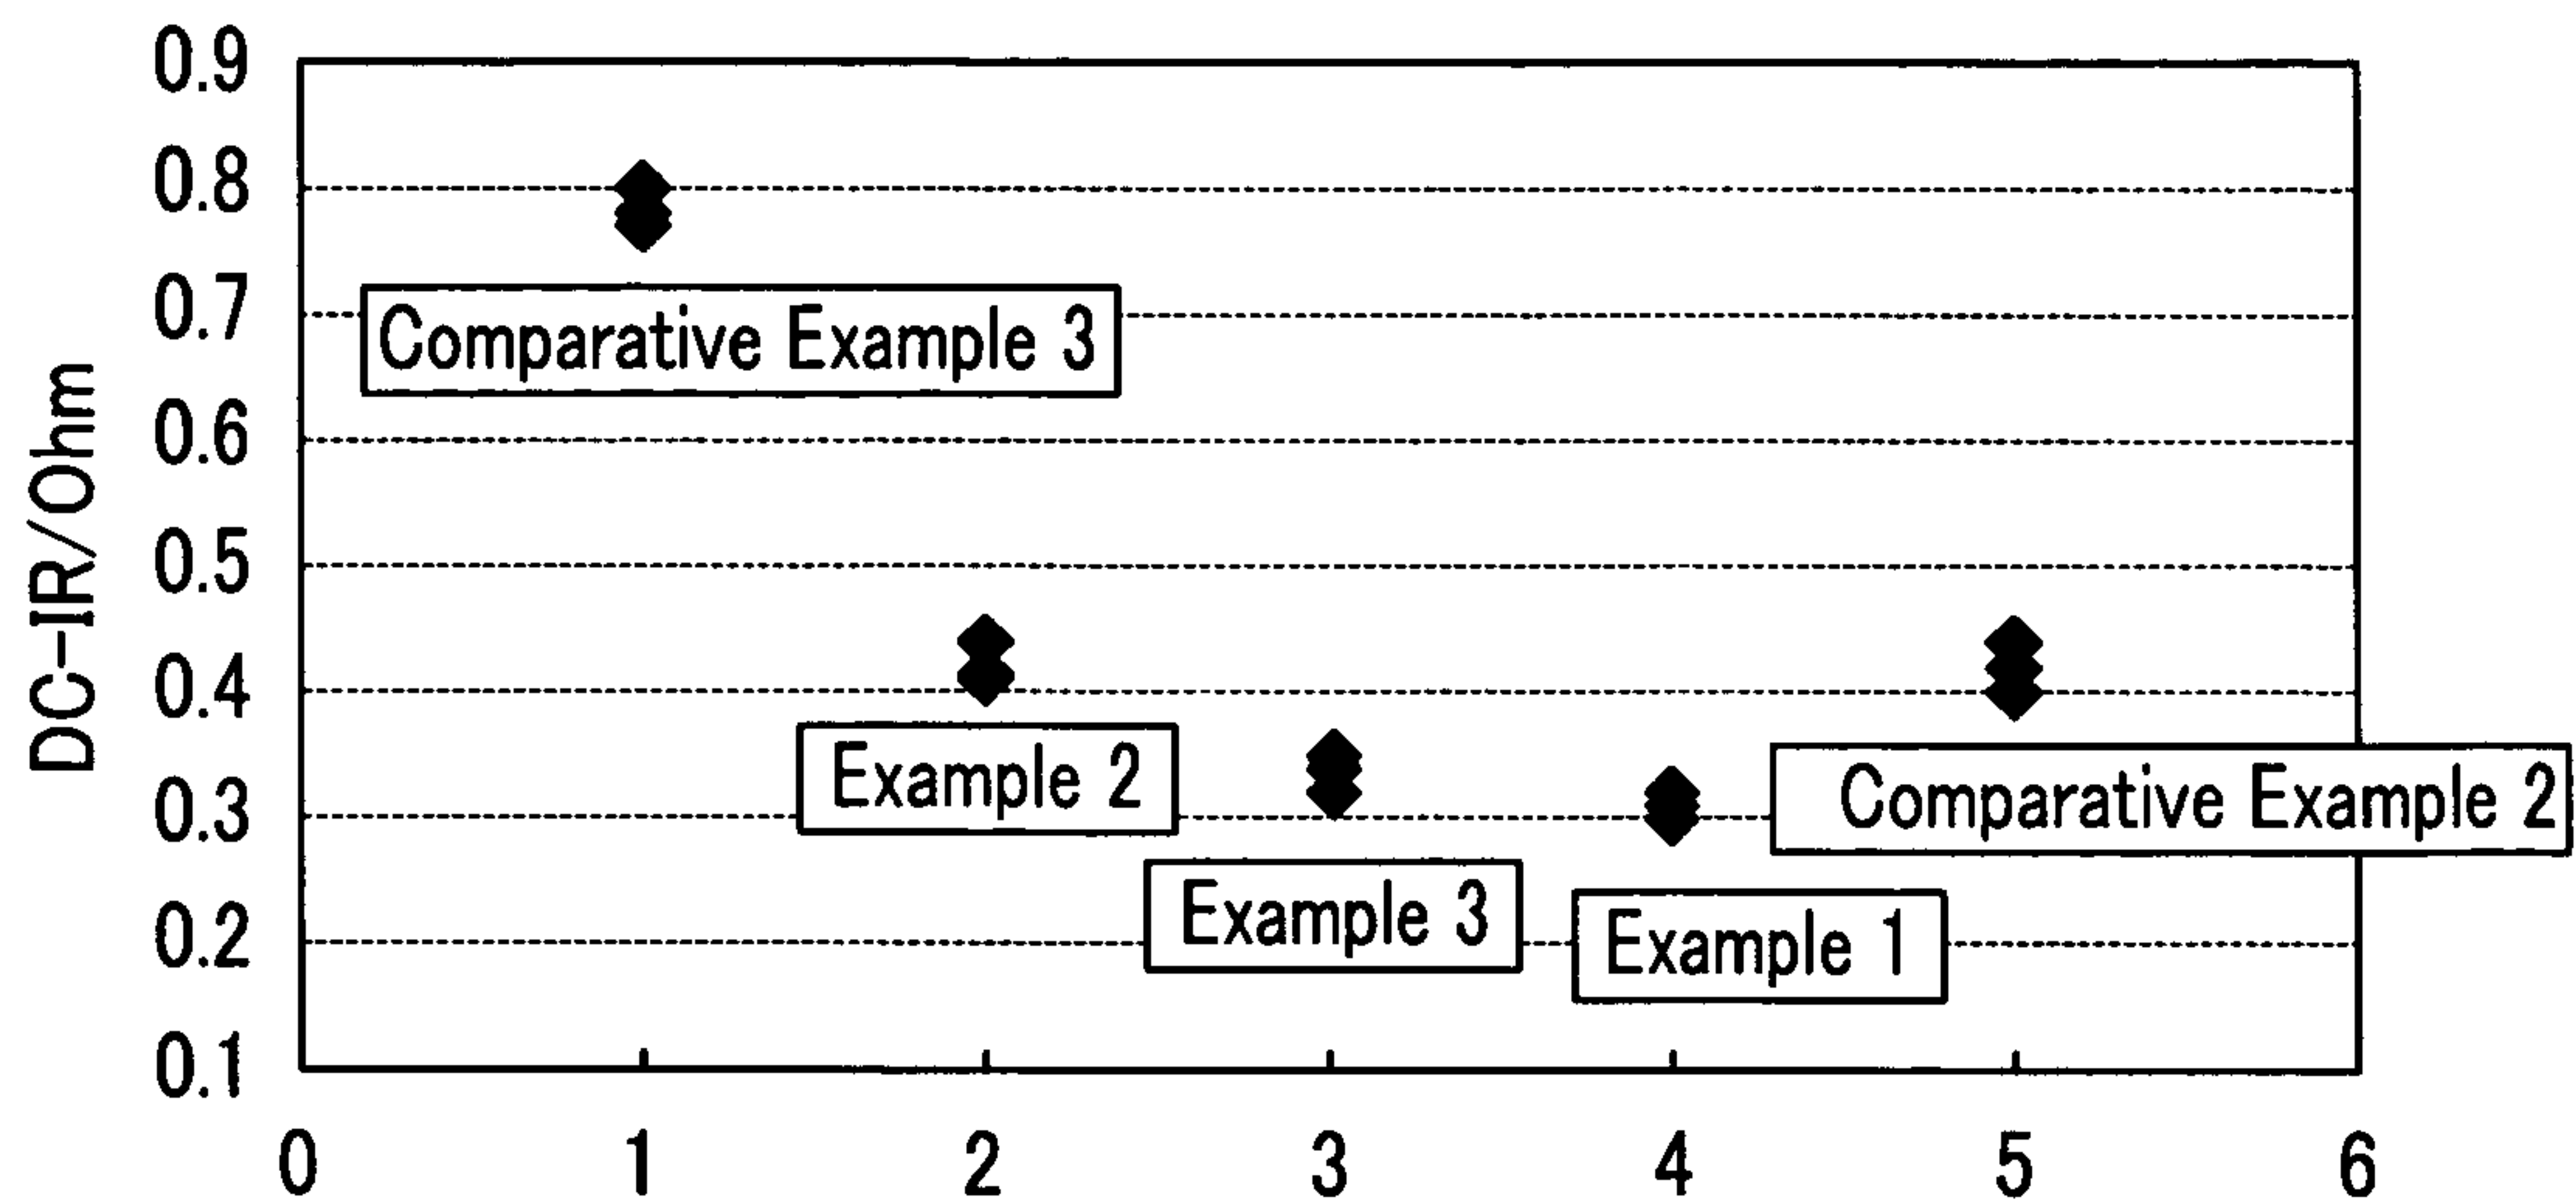 0.9
0.8
0.7
0.6
0.5
0.4
0.3
0.2
0.1
DC-IR/Ohm
Comparative Example 3
Example 2
Example 3
Example 1
Comparative Example 2
0 1 2 3 4 5 6